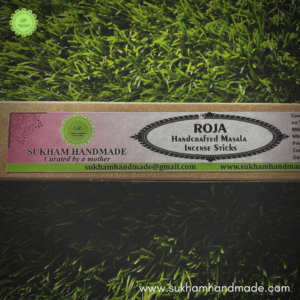 SUKHAM HANDMADE
Curated by a mother
ROJA
Handcrafted Masala
Incense Sticks
sukhamhandmade@gmail.com
www.sukhamhandmade.com
www.sukhamhandmade.com